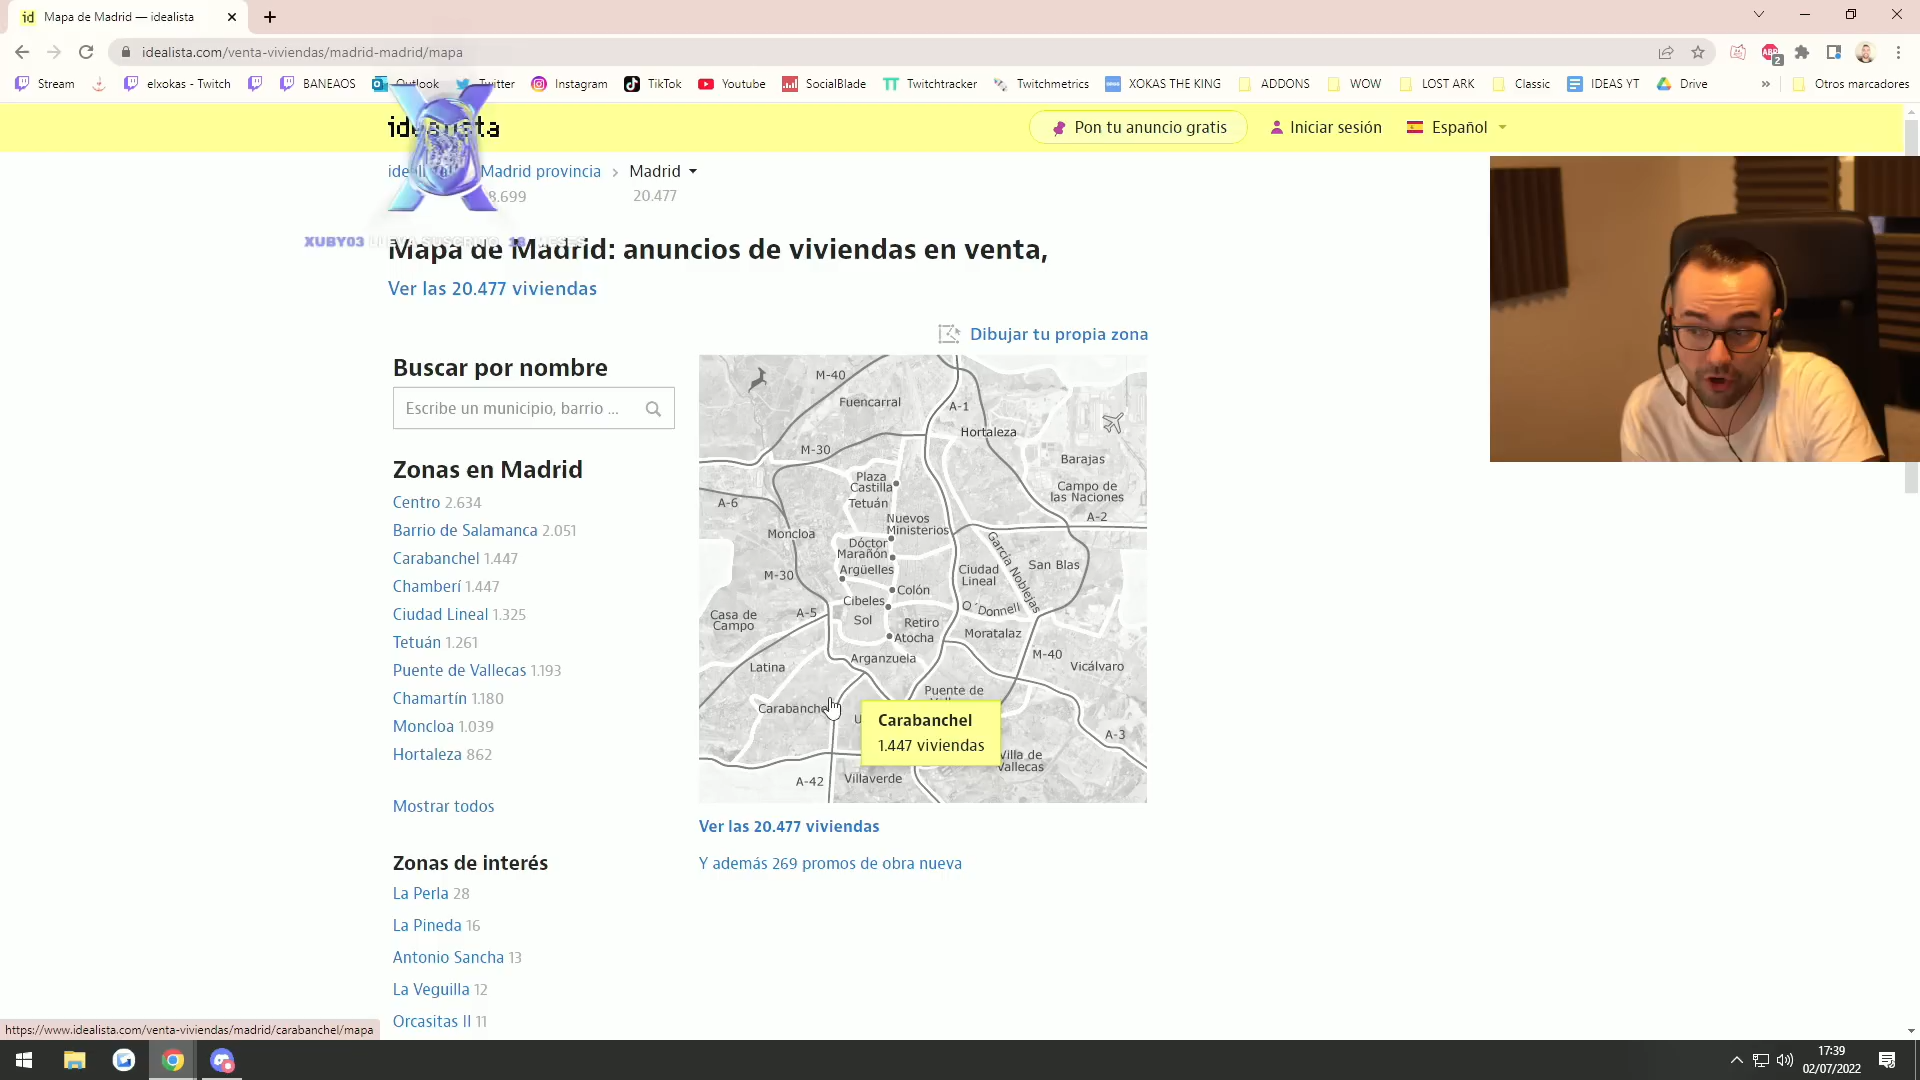 Mapa de Madrid — idealista
idealista.com/venta-viviendas/madrid-madrid/mapa
Stream
elxokas - Twitch
BANEAOS
Outlook
Twitter
Instagram
TikTok
Youtube
SocialBlade
Twitchtracker
Twitchmetrics
XOKAS THE KING
ADDONS
WOW
LOST ARK
Classic
IDEAS YT
Drive
»
Otros marcadores
idealista
Pon tu anuncio gratis
Iniciar sesión
Español
Madrid provincia
Madrid
20.477
XUBY03
Mapa de Madrid: anuncios de viviendas en venta,
Ver las 20.477 viviendas
Dibujar tu propia zona
Buscar por nombre
Escribe un municipio, barrio ...
Zonas en Madrid
Centro 2.634
Barrio de Salamanca 2.051
Carabanchel 1.447
Chamberí 1.447
Ciudad Lineal 1.325
Tetuán 1.261
Puente de Vallecas 1.193
Chamartín 1.180
Moncloa 1.039
Hortaleza 862
Mostrar todos
Zonas de interés
La Perla 28
La Pineda 16
Antonio Sancha 13
La Veguilla 12
Orcasitas II 11
M-40
Fuencarral
A-1
Hortaleza
M-30
Barajas
Plaza
Castilla
Campo de
las Naciones
A-6
Tetuán
A-2
Nuevos
Ministerios
Moncloa
Dóctor
Marañón
García Noblejas
San Blas
Argüelles
Ciudad
Lineal
M-30
Colón
Cibeles
O´Donnell
Casa de
Campo
A-5
Sol
Retiro
Moratalaz
Atocha
Arganzuela
M-40
Vicálvaro
Latina
Puente de
Carabanchel
A-3
Villa de
Vallecas
A-42
Villaverde
Carabanchel
1.447 viviendas
Ver las 20.477 viviendas
Y además 269 promos de obra nueva
https://www.idealista.com/venta-viviendas/madrid/carabanchel/mapa
17:39
02/07/2022